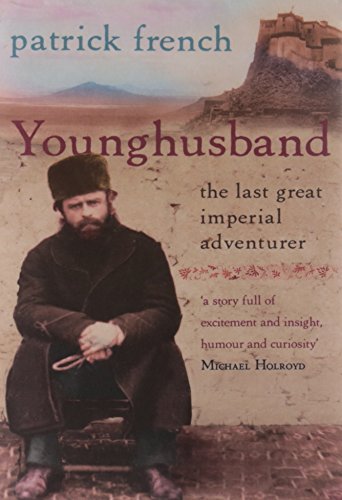 patrick french
Younghusband
the last great
imperial
adventurer
'a story full of
excitement and insight,
humour and curiosity'
MICHAEL HOLROYD